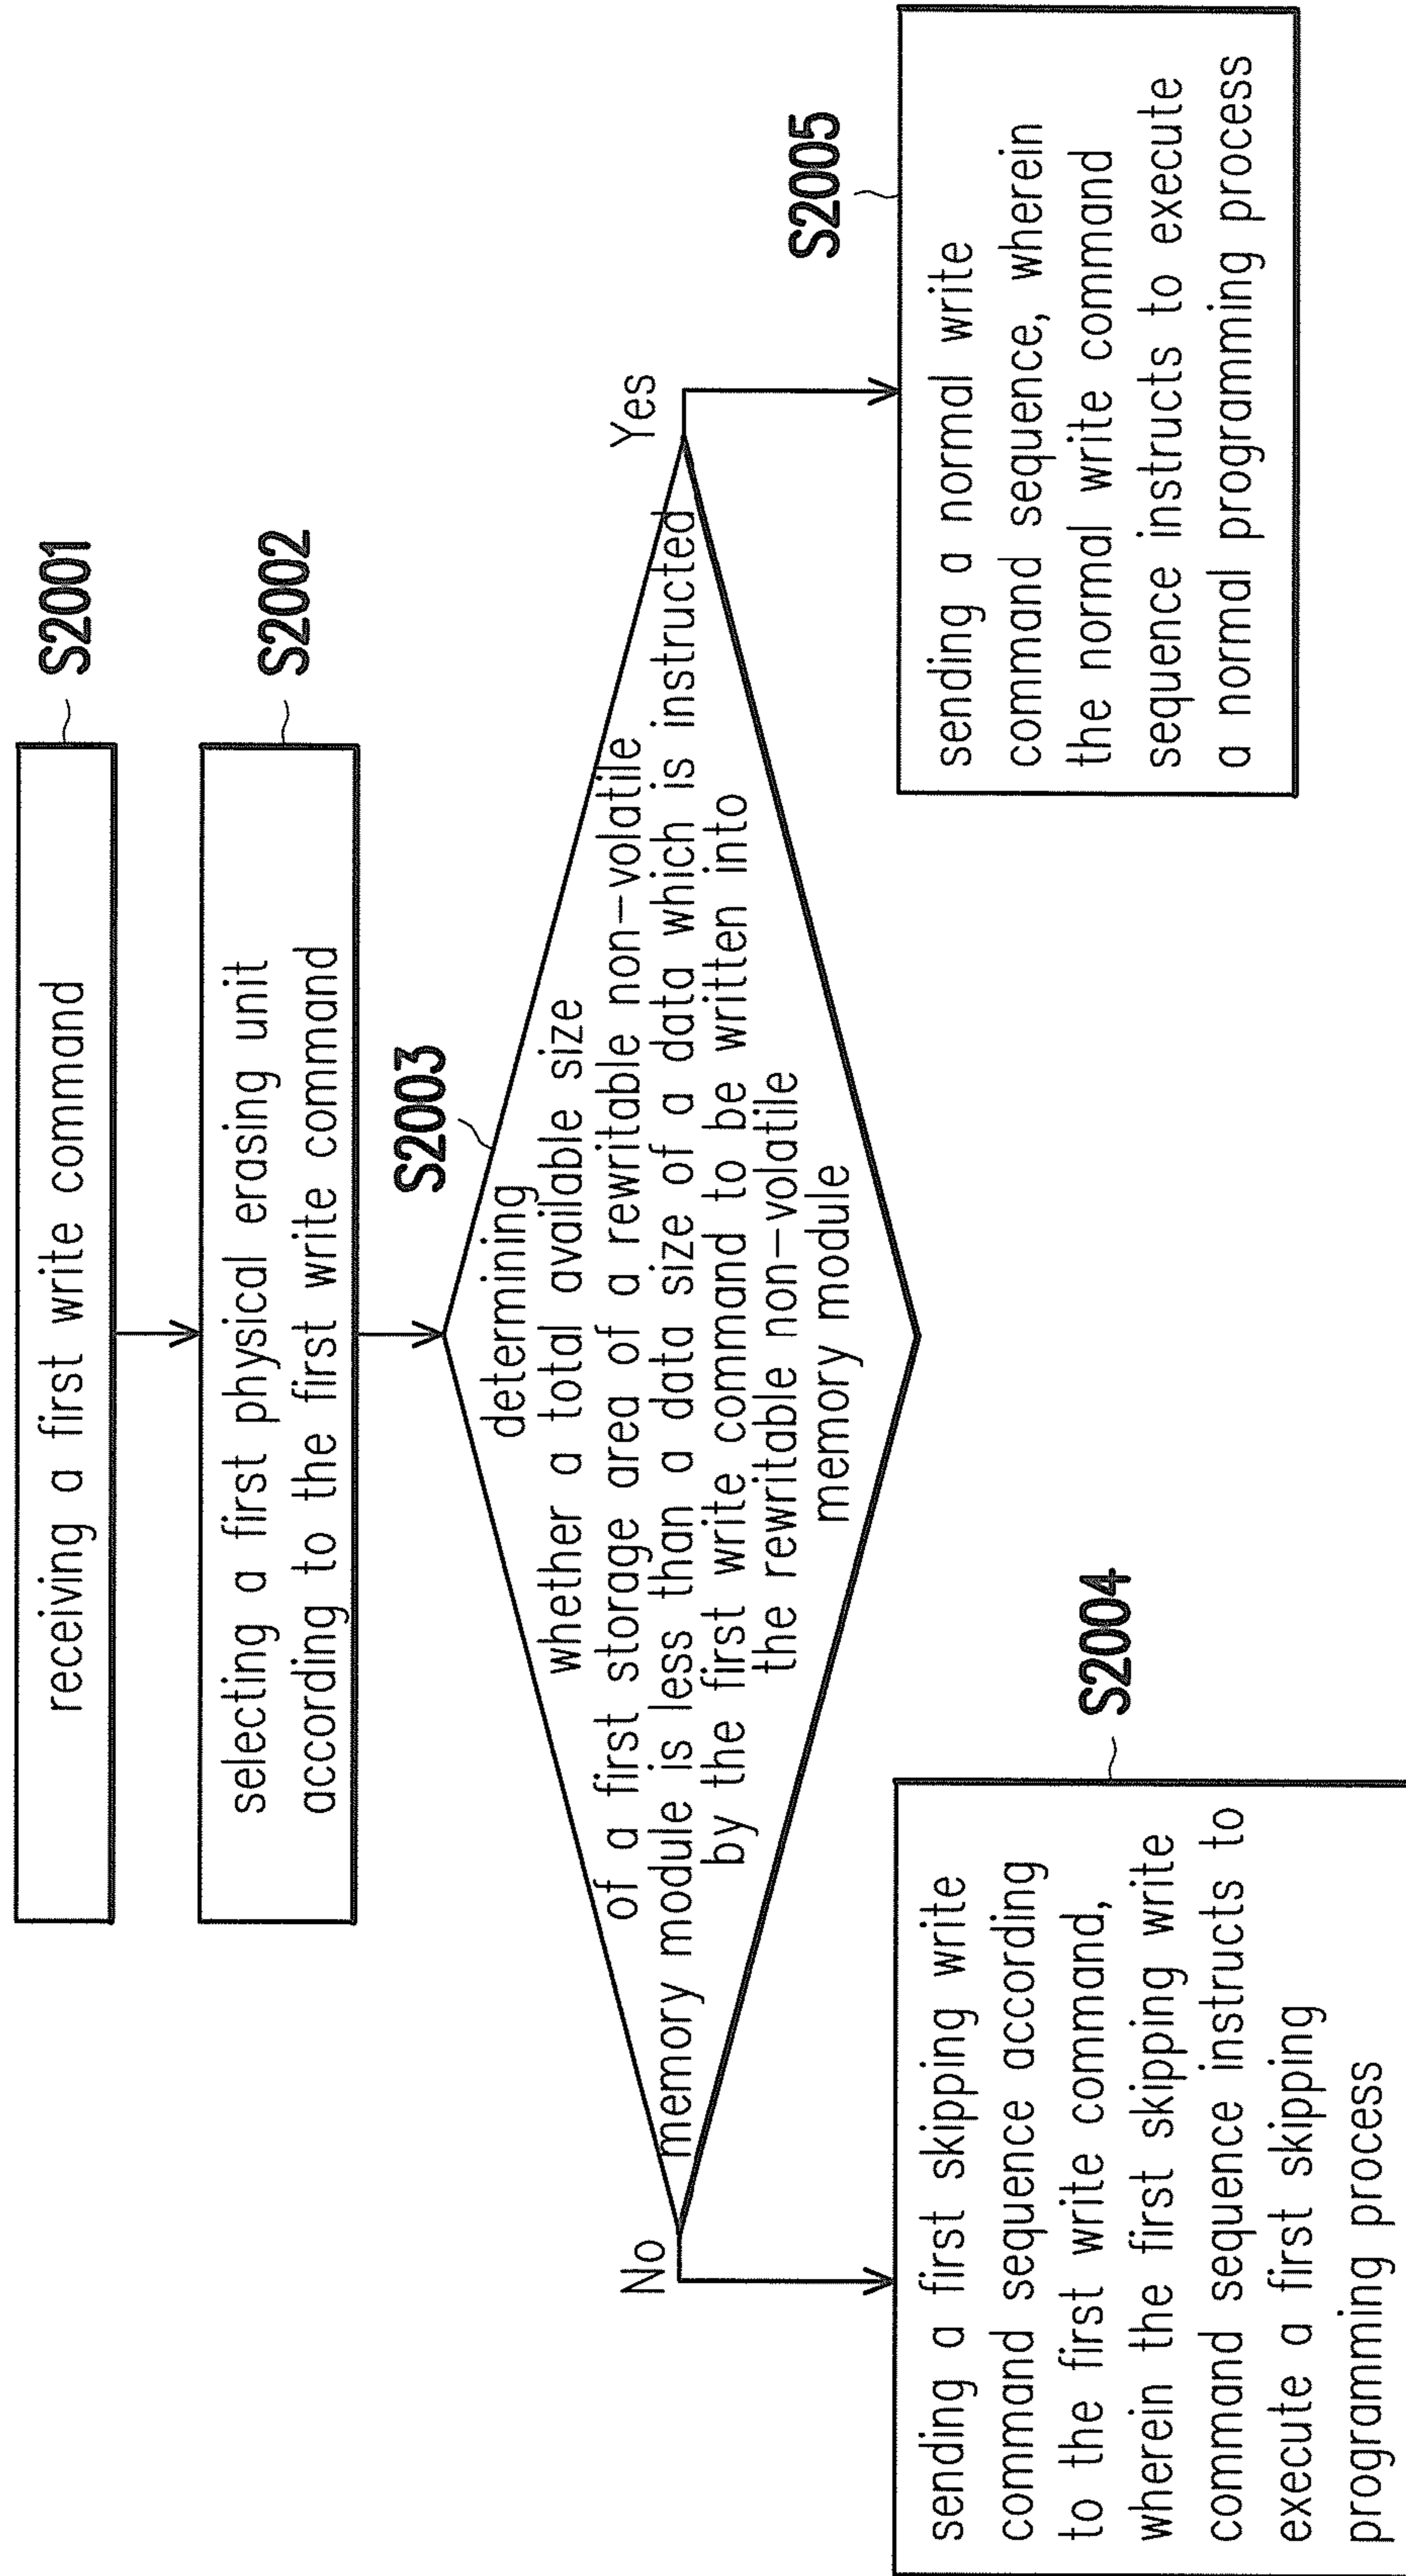 receiving a first write command
S2001
selecting a first physical erasing unit
according to the first write command
S2002
S2003
determining
whether a total available size
of a first storage area of a rewritable non-volatile
memory module is less than a data size of a data which is instructed
by the first write command to be written into
the rewritable non-volatile
memory module
No
Yes
S2004
sending a first skipping write
command sequence according
to the first write command,
wherein the first skipping write
command sequence instructs to
execute a first skipping
programming process
S2005
sending a normal write
command sequence, wherein
the normal write command
sequence instructs to execute
a normal programming process